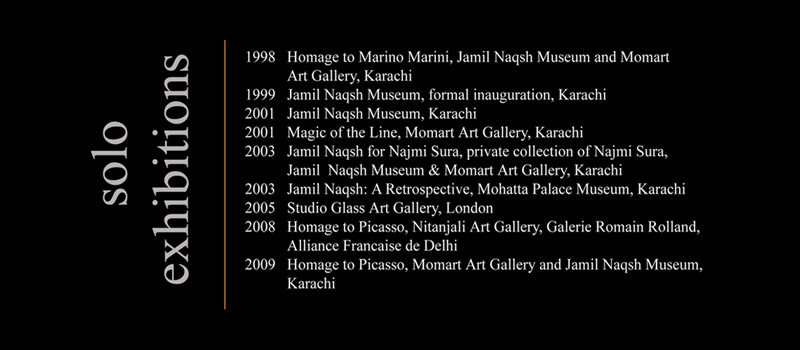 solo
exhibitions
1998 Homage to Marino Marini, Jamil Naqsh Museum and Momart
Art Gallery, Karachi
1999 Jamil Naqsh Museum, formal inauguration, Karachi
2001 Jamil Naqsh Museum, Karachi
2001 Magic of the Line, Momart Art Gallery, Karachi
2003 Jamil Naqsh for Najmi Sura, private collection of Najmi Sura,
Jamil Naqsh Museum & Momart Art Gallery, Karachi
2003 Jamil Naqsh: A Retrospective, Mohatta Palace Museum, Karachi
2005 Studio Glass Art Gallery, London
2008 Homage to Picasso, Nitanjali Art Gallery, Galerie Romain Rolland,
Alliance Francaise de Delhi
2009 Homage to Picasso, Momart Art Gallery and Jamil Naqsh Museum,
Karachi